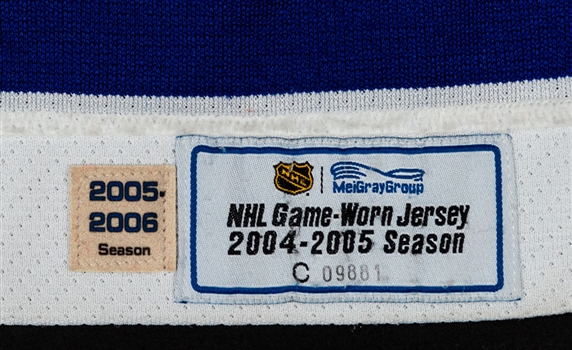 2005-
2006
Season
NHL
MeiGrayGroup
NHL Game-Worn Jersey
2004-2005 Season
C 09881